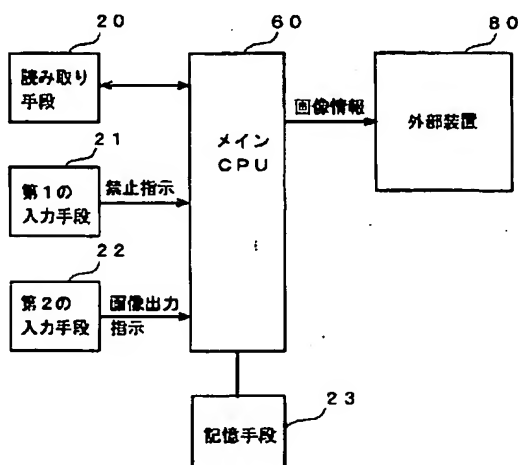 20
読み取り
手段
21
第1の
入力手段
禁止指示
22
第2の
入力手段
画像出力
指示
60
メイン
CPU
画像情報
80
外部装置
23
記憶手段